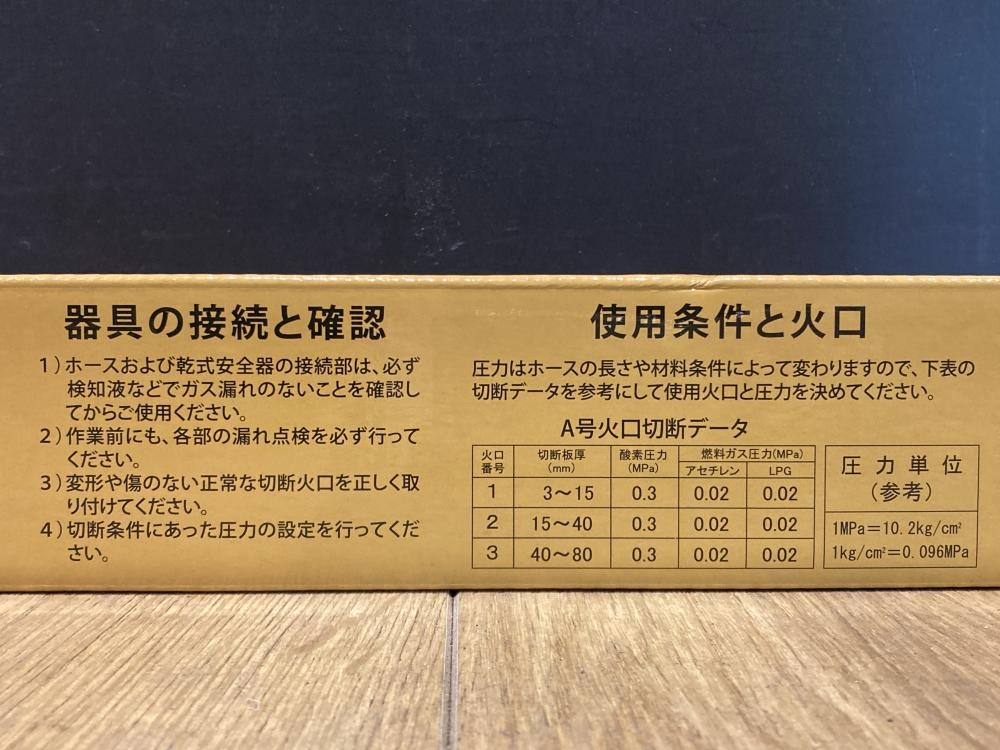 器具の接続と確認
1）ホースおよび乾式安全器の接続部は、必ず
検知液などでガス漏れのないことを確認し
てからご使用ください。
2）作業前にも、各部の漏れ点検を必ず行って
ください。
3）変形や傷のない正常な切断火口を正しく取
り付けてください。
4）切断条件にあった圧力の設定を行ってくだ
さい。
使用条件と火口
圧力はホースの長さや材料条件によって変わりますので、下表の
切断データを参考にして使用火口と圧力を決めてください。
A号火口切断データ
火口 切断板厚 酸素圧力 燃料ガス圧力(MPa)
番号 (mm) (MPa) アセチレン LPG
1 3～15 0.3 0.02 0.02
2 15～40 0.3 0.02 0.02
3 40～80 0.3 0.02 0.02
圧力単位
（参考）
1MPa＝10.2kg/cm²
1kg/cm²＝0.096MPa